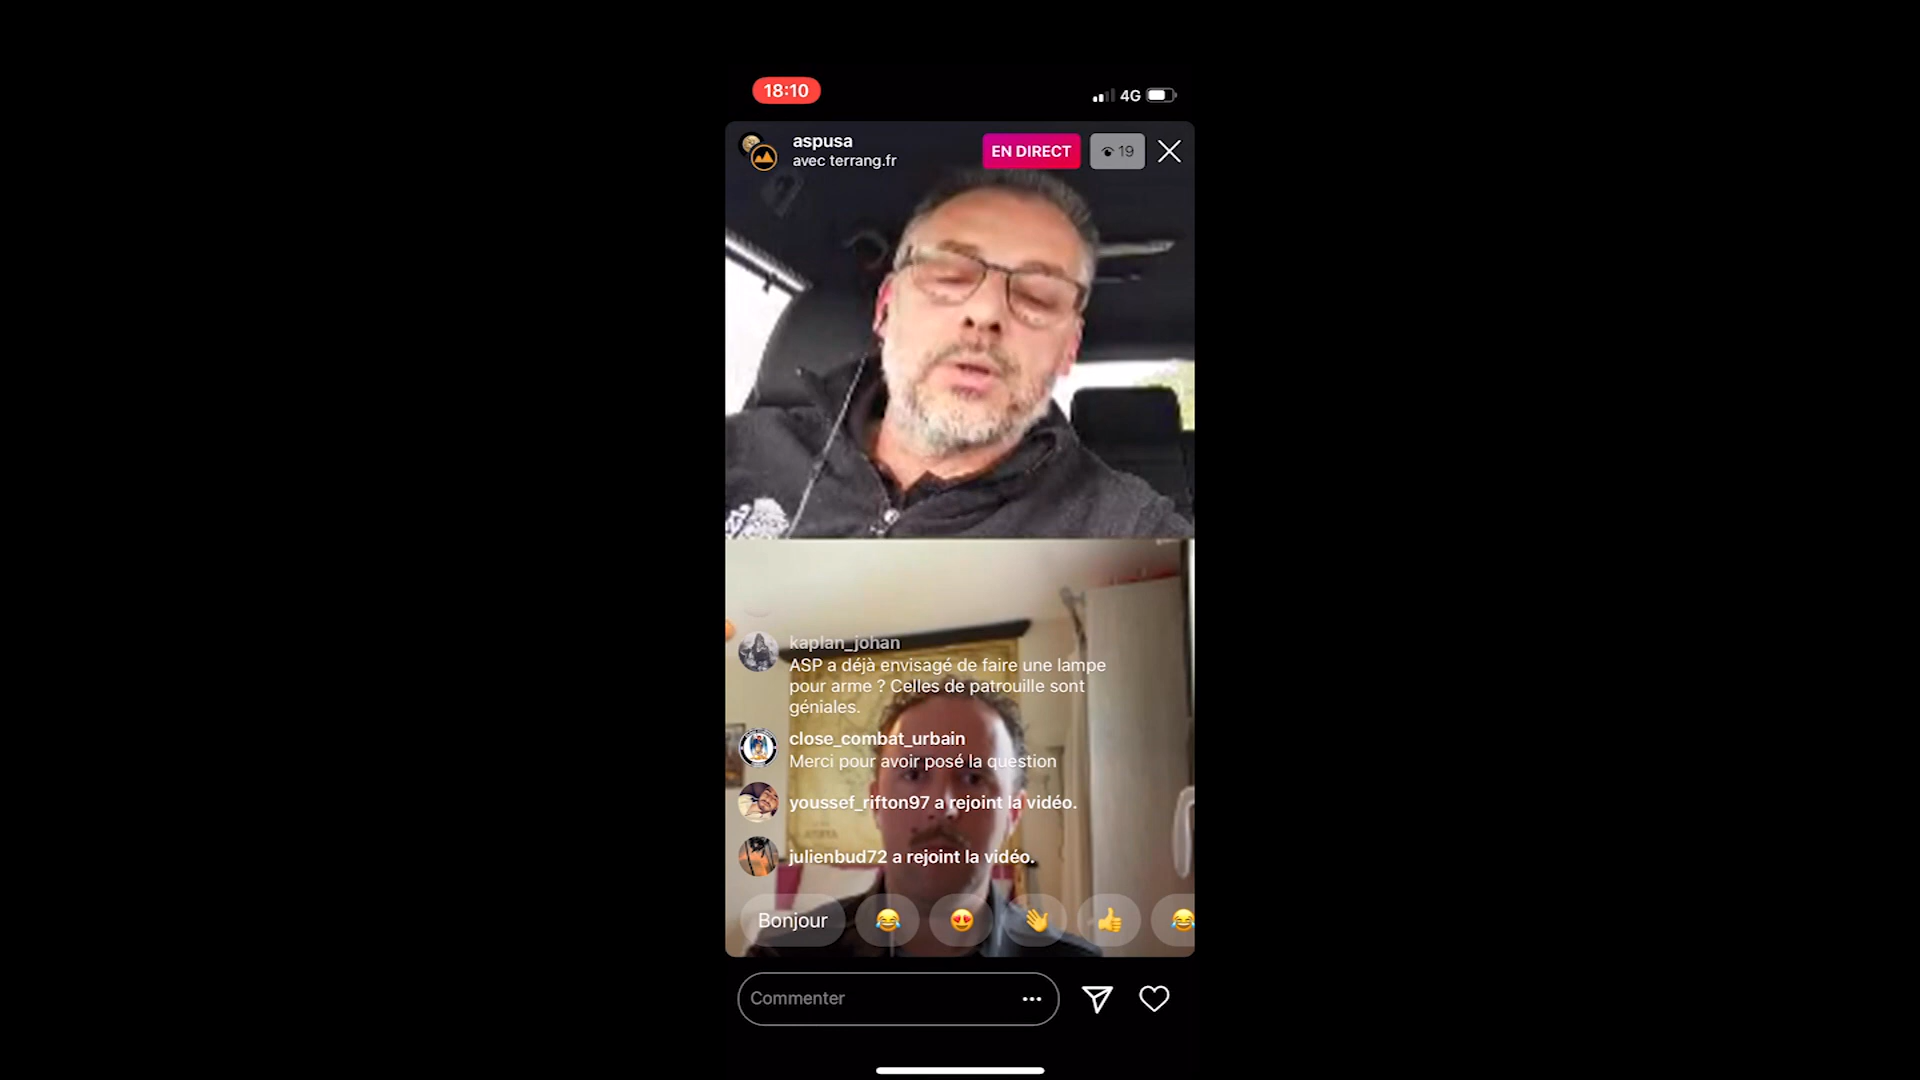 18:10
4G
aspusa
avec terrang.fr
EN DIRECT
19
kaplan_johan
ASP a déjà envisagé de faire une lampe
pour arme ? Celles de patrouille sont
géniales.
close_combat_urbain
Merci pour avoir posé la question
youssef_rifton97 a rejoint la vidéo.
julienbud72 a rejoint la vidéo.
Bonjour
Commenter